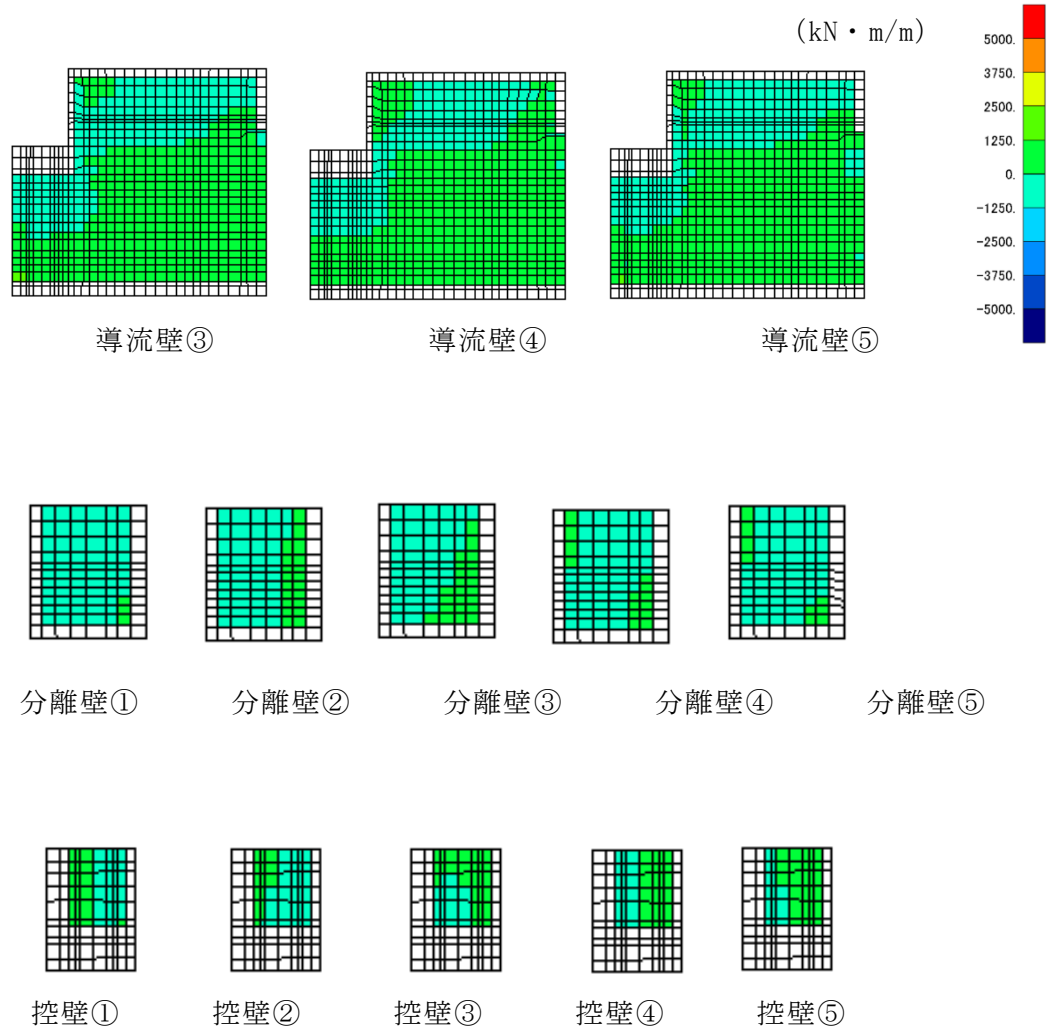 (kN・m/m)
5000.
3750.
2500.
1250.
0.
-1250.
-2500.
-3750.
-5000.
導流壁③ 導流壁④ 導流壁⑤
分離壁① 分離壁② 分離壁③ 分離壁④ 分離壁⑤
控壁① 控壁② 控壁③ 控壁④ 控壁⑤